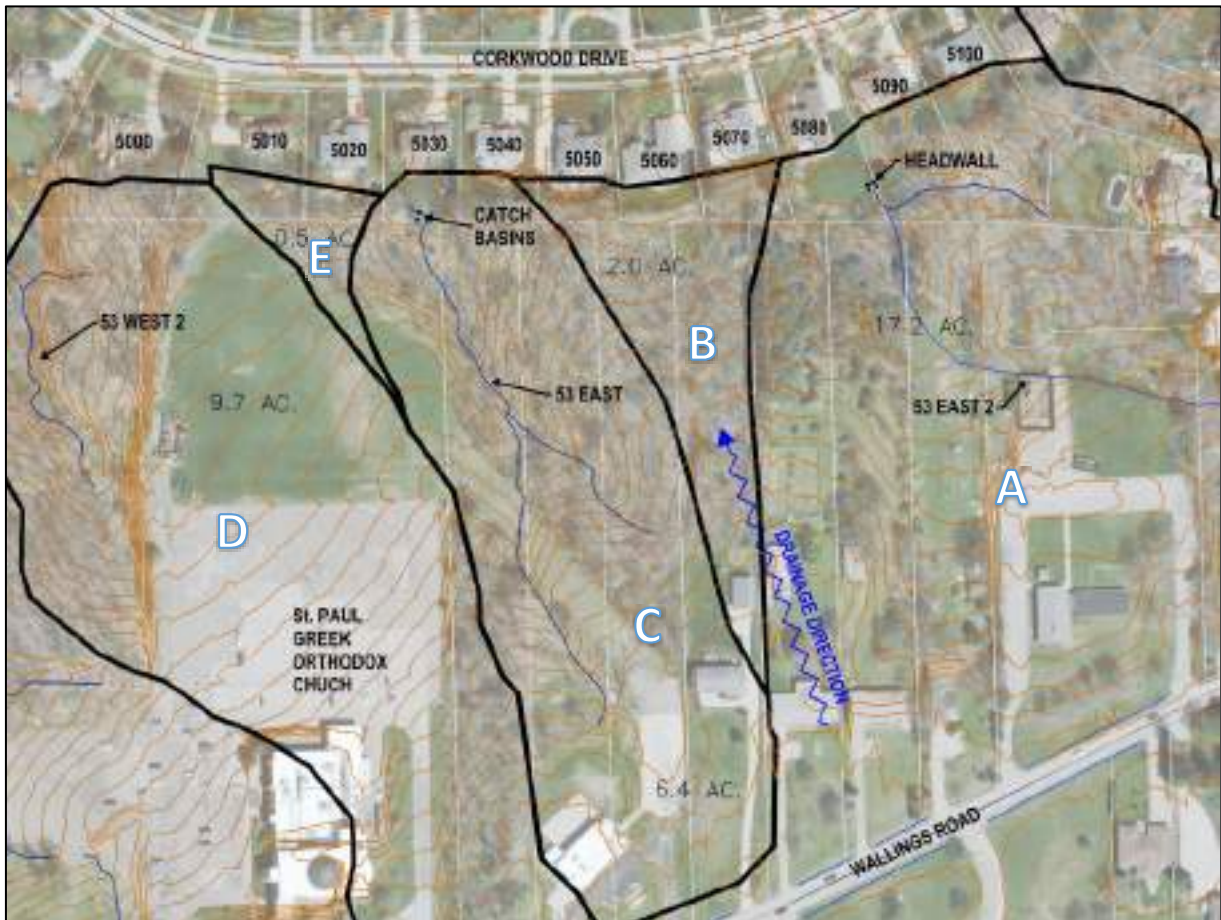 CORKWOOD DRIVE
5000
5010
5020
5030
5040
5050
5060
5070
5080
5090
5100
HEADWALL
CATCH
BASINS
0.5 AC.
E
2.0 AC.
53 WEST 2
17.2 AC.
B
53 EAST
53 EAST 2
9.7 AC.
A
D
DRAINAGE DIRECTION
St. PAUL
GREEK
ORTHODOX
CHUCH
C
6.4 AC.
WALLINGS ROAD